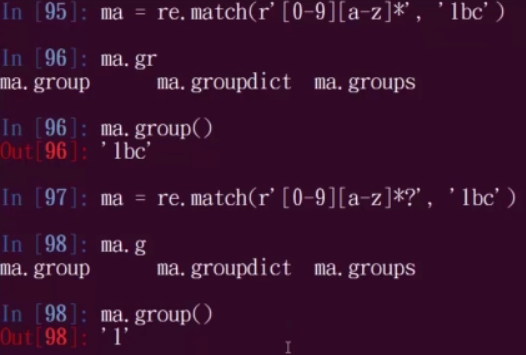 In [95]: ma = re.match(r'[0-9][a-z]*', '1bc')
In [96]: ma.gr
ma.group ma.groupdict ma.groups
In [96]: ma.group()
Out[96]: '1bc'
In [97]: ma = re.match(r'[0-9][a-z]*?', '1bc')
In [98]: ma.g
ma.group ma.groupdict ma.groups
In [98]: ma.group()
Out[98]: '1'